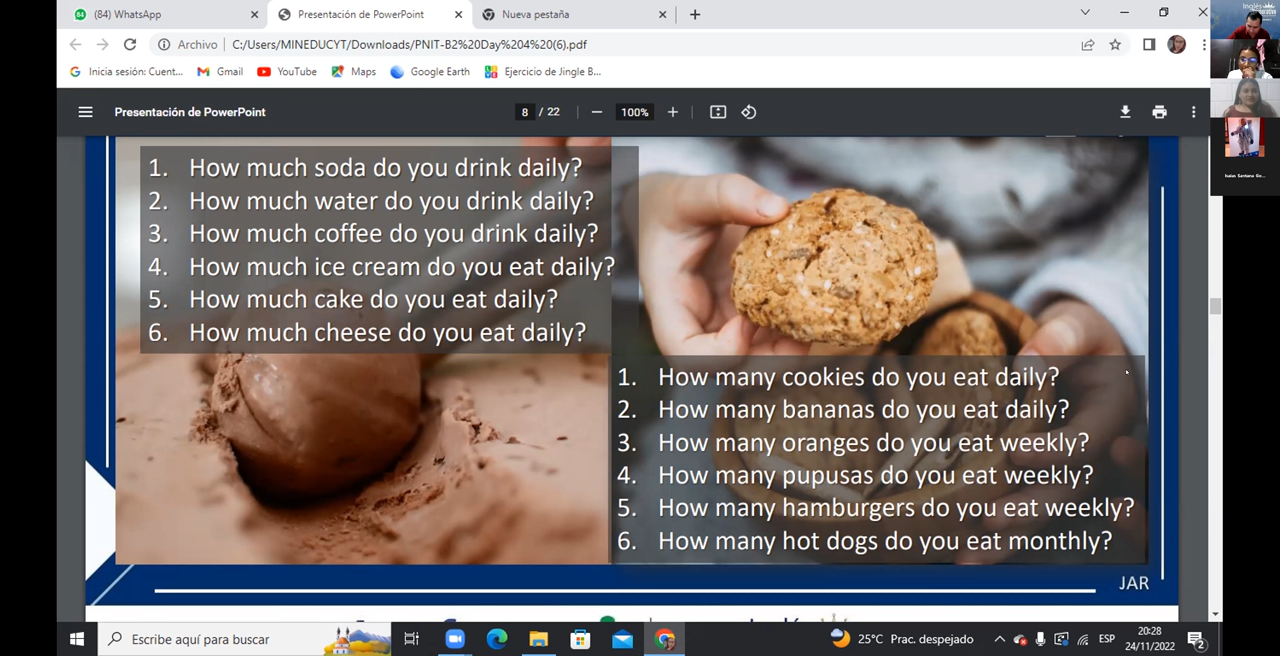 (84) WhatsApp
Presentación de PowerPoint
Nueva pestaña
Archivo
C:/Users/MINEDUCYT/Downloads/PNIT-B2%20Day%204%20(6).pdf
Inicia sesión: Cuent...
Gmail
YouTube
Maps
Google Earth
Ejercicio de Jingle B...
Presentación de PowerPoint
8 / 22
100%
1. How much soda do you drink daily?
2. How much water do you drink daily?
3. How much coffee do you drink daily?
4. How much ice cream do you eat daily?
5. How much cake do you eat daily?
6. How much cheese do you eat daily?
1. How many cookies do you eat daily?
2. How many bananas do you eat daily?
3. How many oranges do you eat weekly?
4. How many pupusas do you eat weekly?
5. How many hamburgers do you eat weekly?
6. How many hot dogs do you eat monthly?
JAR
Escribe aquí para buscar
25°C Prac. despejado
ESP
20:28
24/11/2022
2
Inglés